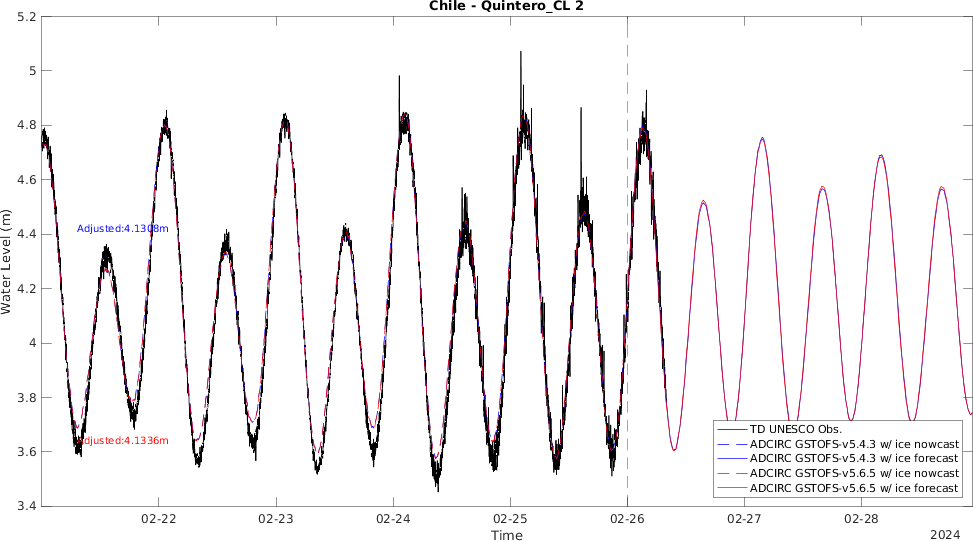 Chile - Quintero_CL 2
5.2
5
4.8
4.6
4.4
4.2
4
3.8
3.6
3.4
Water Level (m)
Adjusted:4.1308m
Adjusted:4.1336m
TD UNESCO Obs.
ADCIRC GSTOFS-v5.4.3 w/ ice nowcast
ADCIRC GSTOFS-v5.4.3 w/ ice forecast
ADCIRC GSTOFS-v5.6.5 w/ ice nowcast
ADCIRC GSTOFS-v5.6.5 w/ ice forecast
02-22
02-23
02-24
02-25
02-26
02-27
02-28
Time
2024